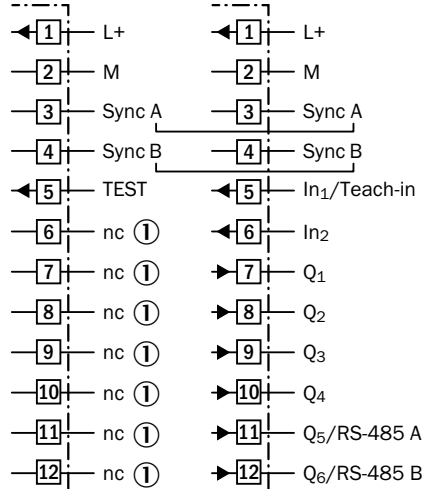 1 L+ 1 L+
2 M 2 M
3 Sync A 3 Sync A
4 Sync B 4 Sync B
5 TEST 5 In1/Teach-in
6 nc ① 6 In2
7 nc ① 7 Q1
8 nc ① 8 Q2
9 nc ① 9 Q3
10 nc ① 10 Q4
11 nc ① 11 Q5/RS-485 A
12 nc ① 12 Q6/RS-485 B